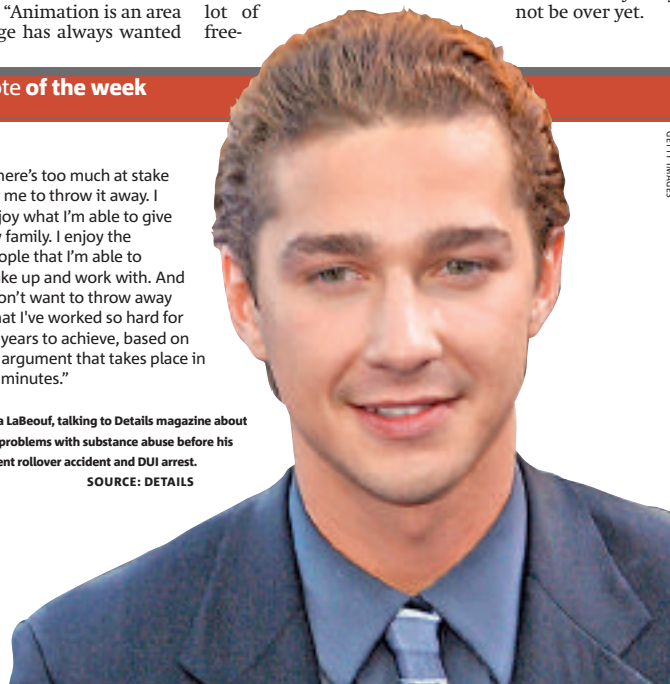 “Animation is an area
ge has always wanted
lot of
free-
not be over yet.
te of the week
here’s too much at stake
me to throw it away. I
joy what I’m able to give
family. I enjoy the
ople that I’m able to
ke up and work with. And
on’t want to throw away
at I've worked so hard for
years to achieve, based on
argument that takes place in
minutes.”
a LaBeouf, talking to Details magazine about
problems with substance abuse before his
ent rollover accident and DUI arrest.
SOURCE: DETAILS
GETTY IMAGES